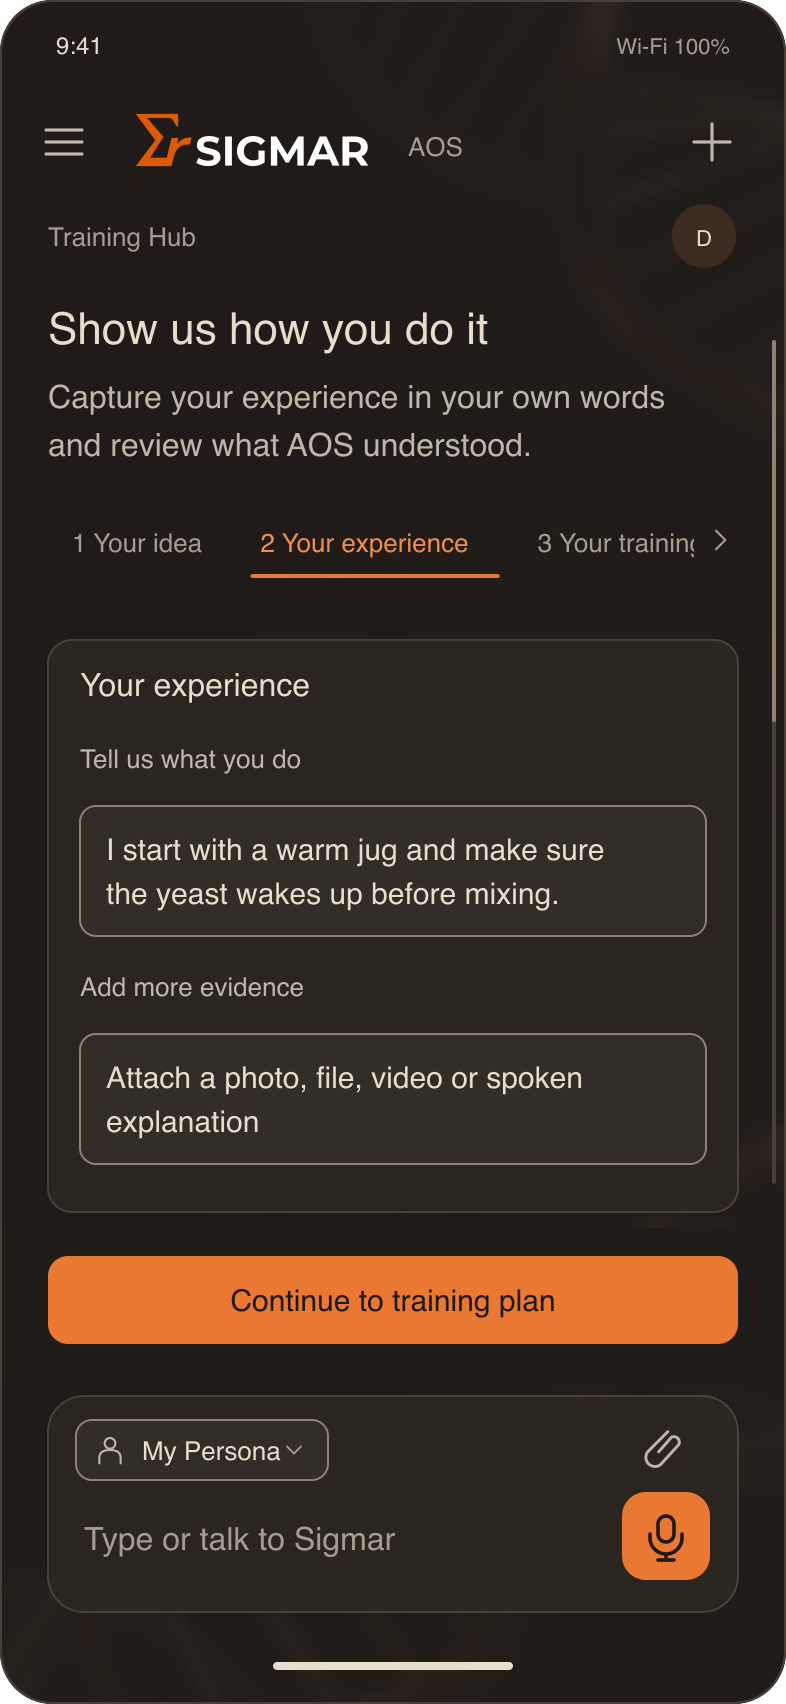 9:41
Wi-Fi 100%
Σr SIGMAR
AOS
Training Hub
D
Show us how you do it
Capture your experience in your own words
and review what AOS understood.
1 Your idea
2 Your experience
3 Your training
Your experience
Tell us what you do
I start with a warm jug and make sure
the yeast wakes up before mixing.
Add more evidence
Attach a photo, file, video or spoken
explanation
Continue to training plan
My Persona
Type or talk to Sigmar